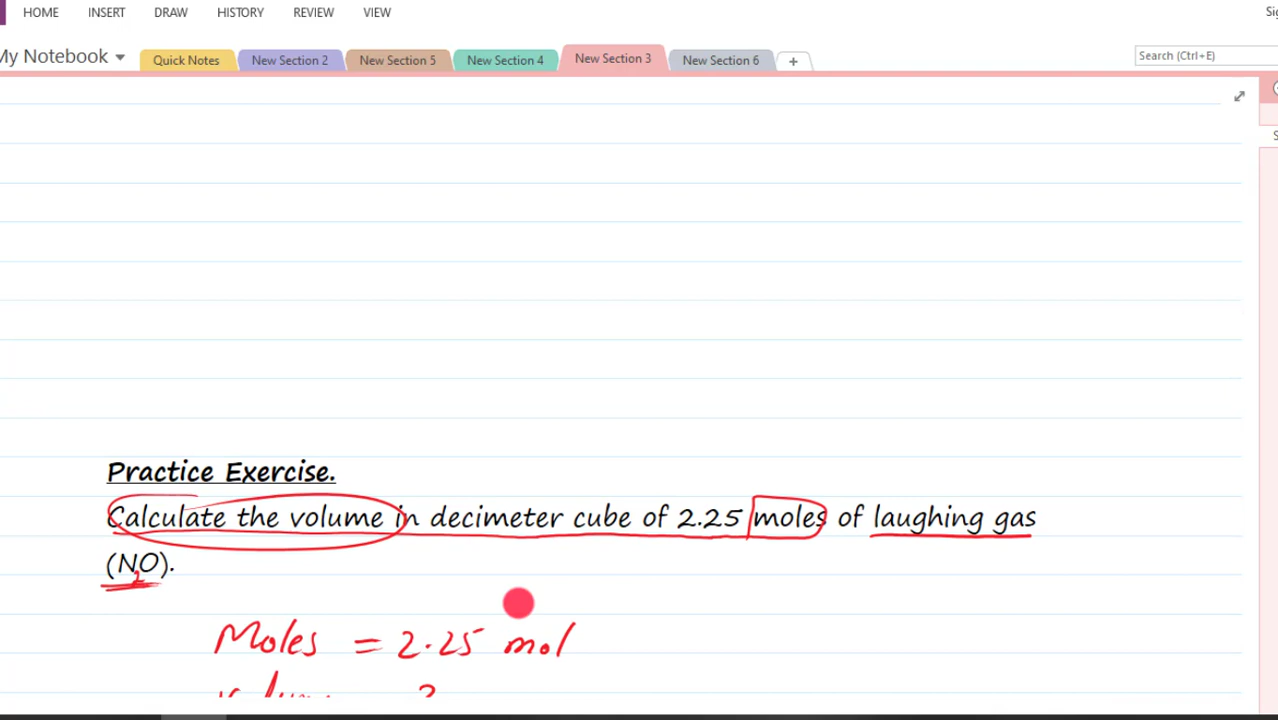 HOME INSERT DRAW HISTORY REVIEW VIEW
My Notebook Quick Notes New Section 2 New Section 5 New Section 4 New Section 3 New Section 6 + Search (Ctrl+E)
Practice Exercise.
Calculate the volume in decimeter cube of 2.25 moles of laughing gas
(N2O).
Moles = 2.25 mol